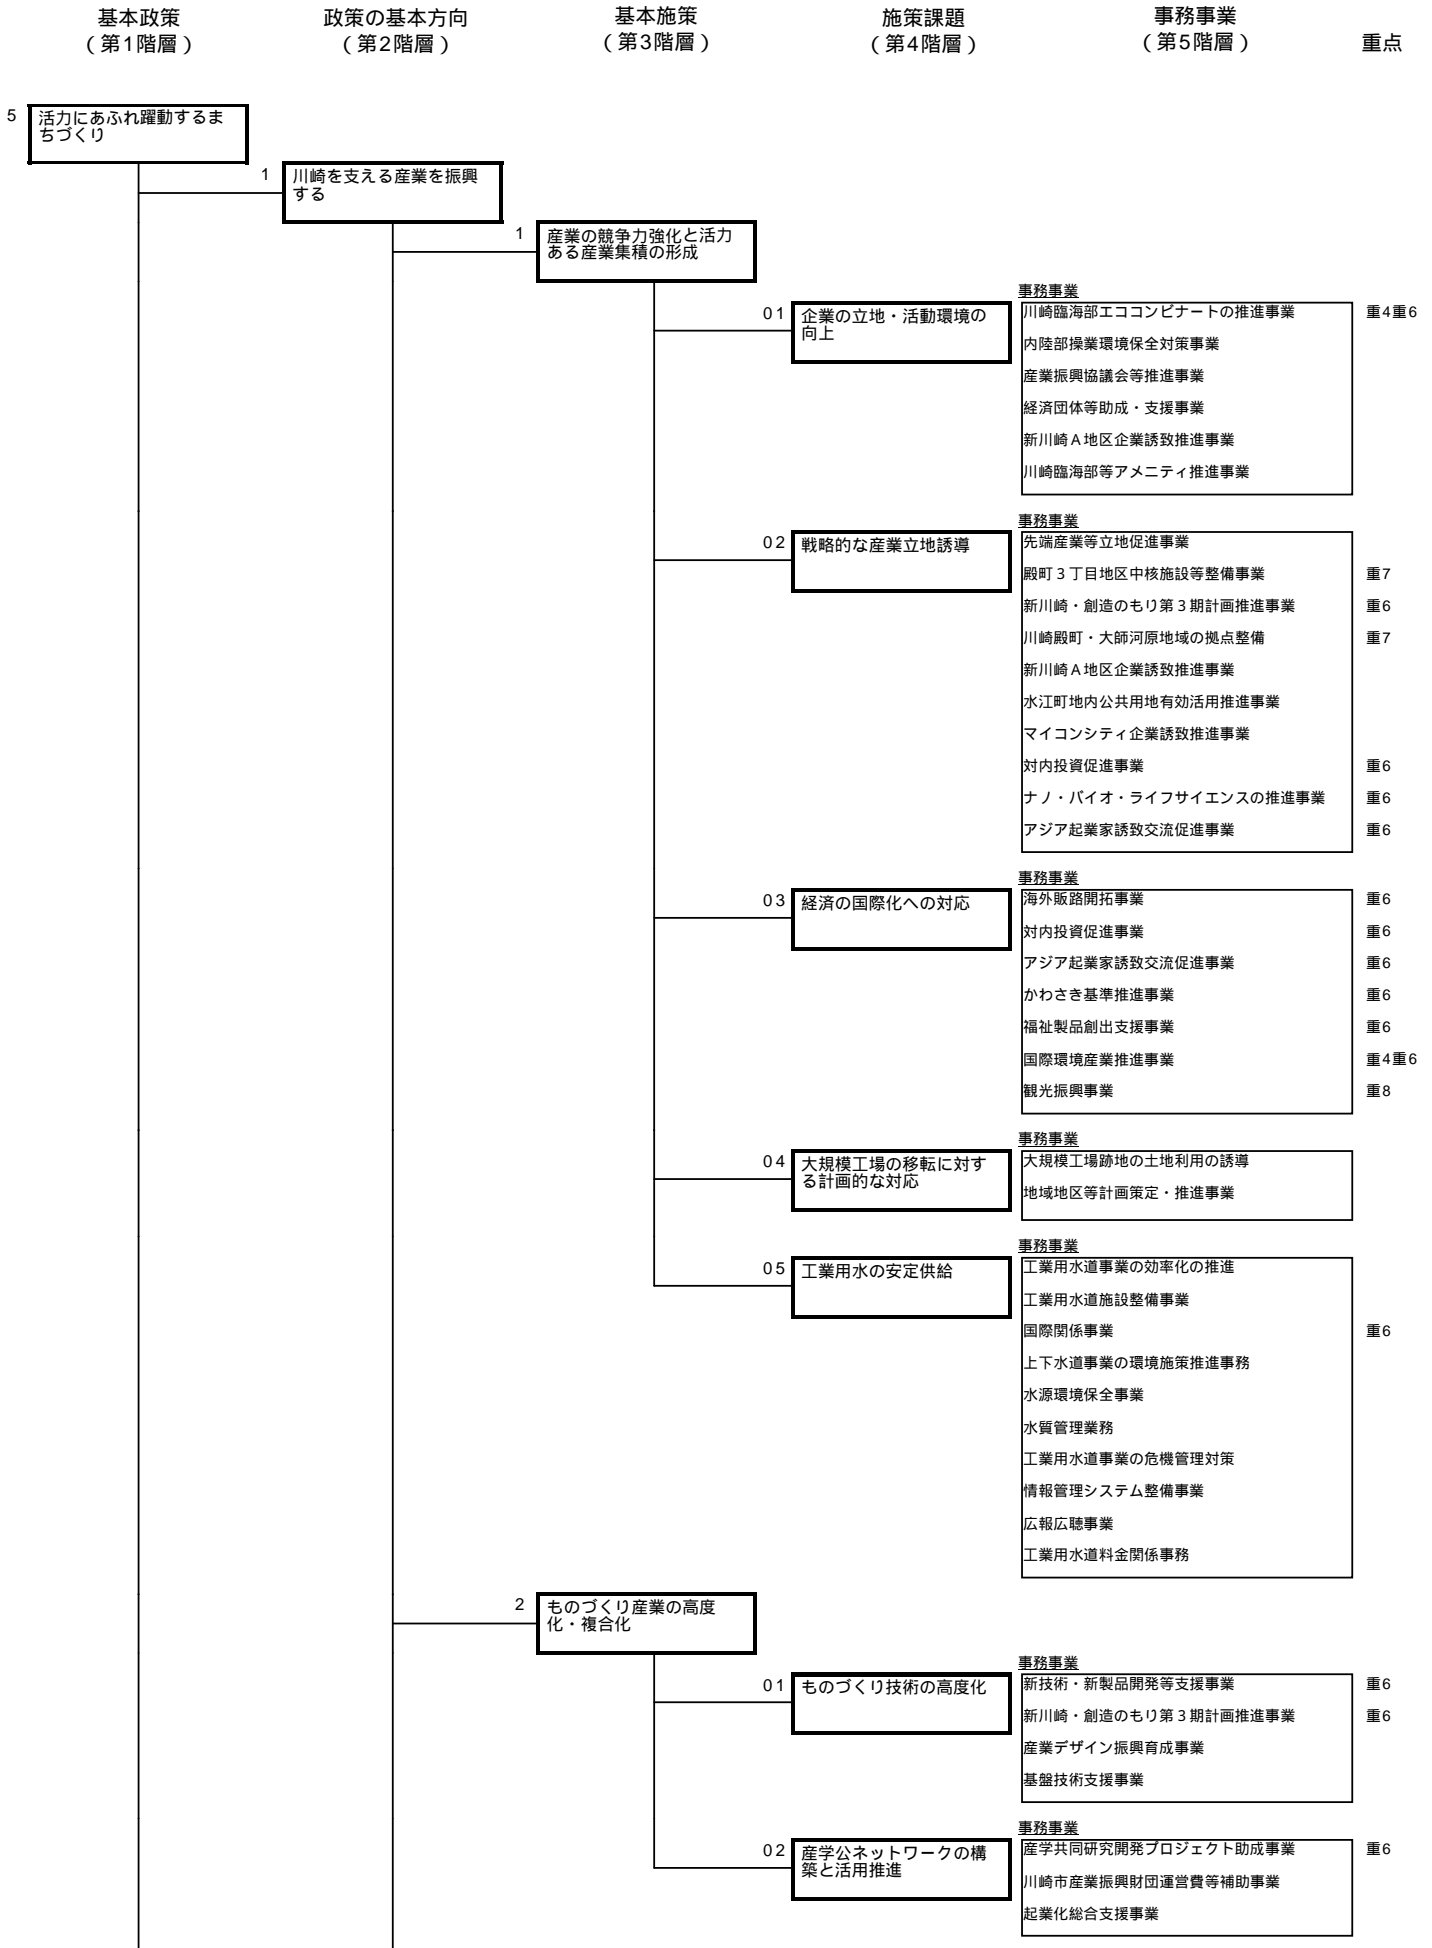 基本政策
（第1階層）
政策の基本方向
（第2階層）
基本施策
（第3階層）
施策課題
（第4階層）
事務事業
（第5階層）
重点
5
活力にあふれ躍動するま
ちづくり
1
川崎を支える産業を振興
する
1
産業の競争力強化と活力
ある産業集積の形成
01
企業の立地・活動環境の
向上
事務事業
川崎臨海部エココンビナートの推進事業 重4重6
内陸部操業環境保全対策事業
産業振興協議会等推進事業
経済団体等助成・支援事業
新川崎Ａ地区企業誘致推進事業
川崎臨海部等アメニティ推進事業
02
戦略的な産業立地誘導
事務事業
先端産業等立地促進事業
殿町３丁目地区中核施設等整備事業 重7
新川崎・創造のもり第３期計画推進事業 重6
川崎殿町・大師河原地域の拠点整備 重7
新川崎Ａ地区企業誘致推進事業
水江町地内公共用地有効活用推進事業
マイコンシティ企業誘致推進事業
対内投資促進事業 重6
ナノ・バイオ・ライフサイエンスの推進事業 重6
アジア起業家誘致交流促進事業 重6
03
経済の国際化への対応
事務事業
海外販路開拓事業 重6
対内投資促進事業 重6
アジア起業家誘致交流促進事業 重6
かわさき基準推進事業 重6
福祉製品創出支援事業 重6
国際環境産業推進事業 重4重6
観光振興事業 重8
04
大規模工場の移転に対す
る計画的な対応
事務事業
大規模工場跡地の土地利用の誘導
地域地区等計画策定・推進事業
05
工業用水の安定供給
事務事業
工業用水道事業の効率化の推進
工業用水道施設整備事業
国際関係事業 重6
上下水道事業の環境施策推進事務
水源環境保全事業
水質管理業務
工業用水道事業の危機管理対策
情報管理システム整備事業
広報広聴事業
工業用水道料金関係事務
2
ものづくり産業の高度
化・複合化
01
ものづくり技術の高度化
事務事業
新技術・新製品開発等支援事業 重6
新川崎・創造のもり第３期計画推進事業 重6
産業デザイン振興育成事業
基盤技術支援事業
02
産学公ネットワークの構
築と活用推進
事務事業
産学共同研究開発プロジェクト助成事業 重6
川崎市産業振興財団運営費等補助事業
起業化総合支援事業